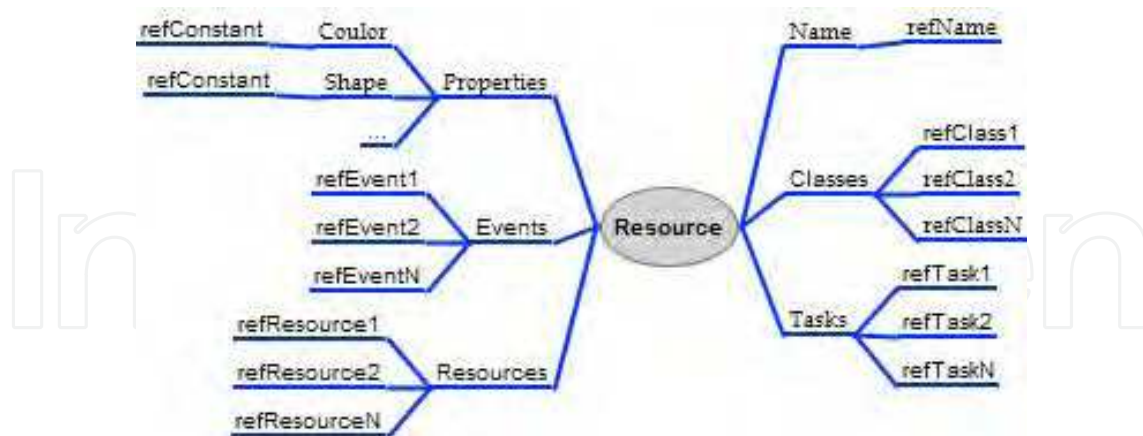 refConstant Coulor
refConstant Shape Properties
...
refEvent1
refEvent2 Events
refEventN
refResource1
refResource2 Resources
refResourceN
Resource
Name refName
refClass1
Classes refClass2
refClassN
refTask1
Tasks refTask2
refTaskN